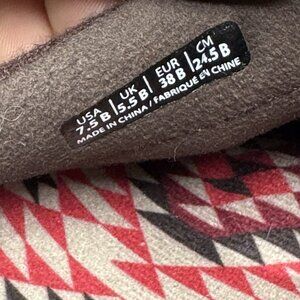 USA UK EUR CM
7.5 B 5.5 B 38 B 24.5 B
MADE IN CHINA / FABRIQUÉ EN CHINE